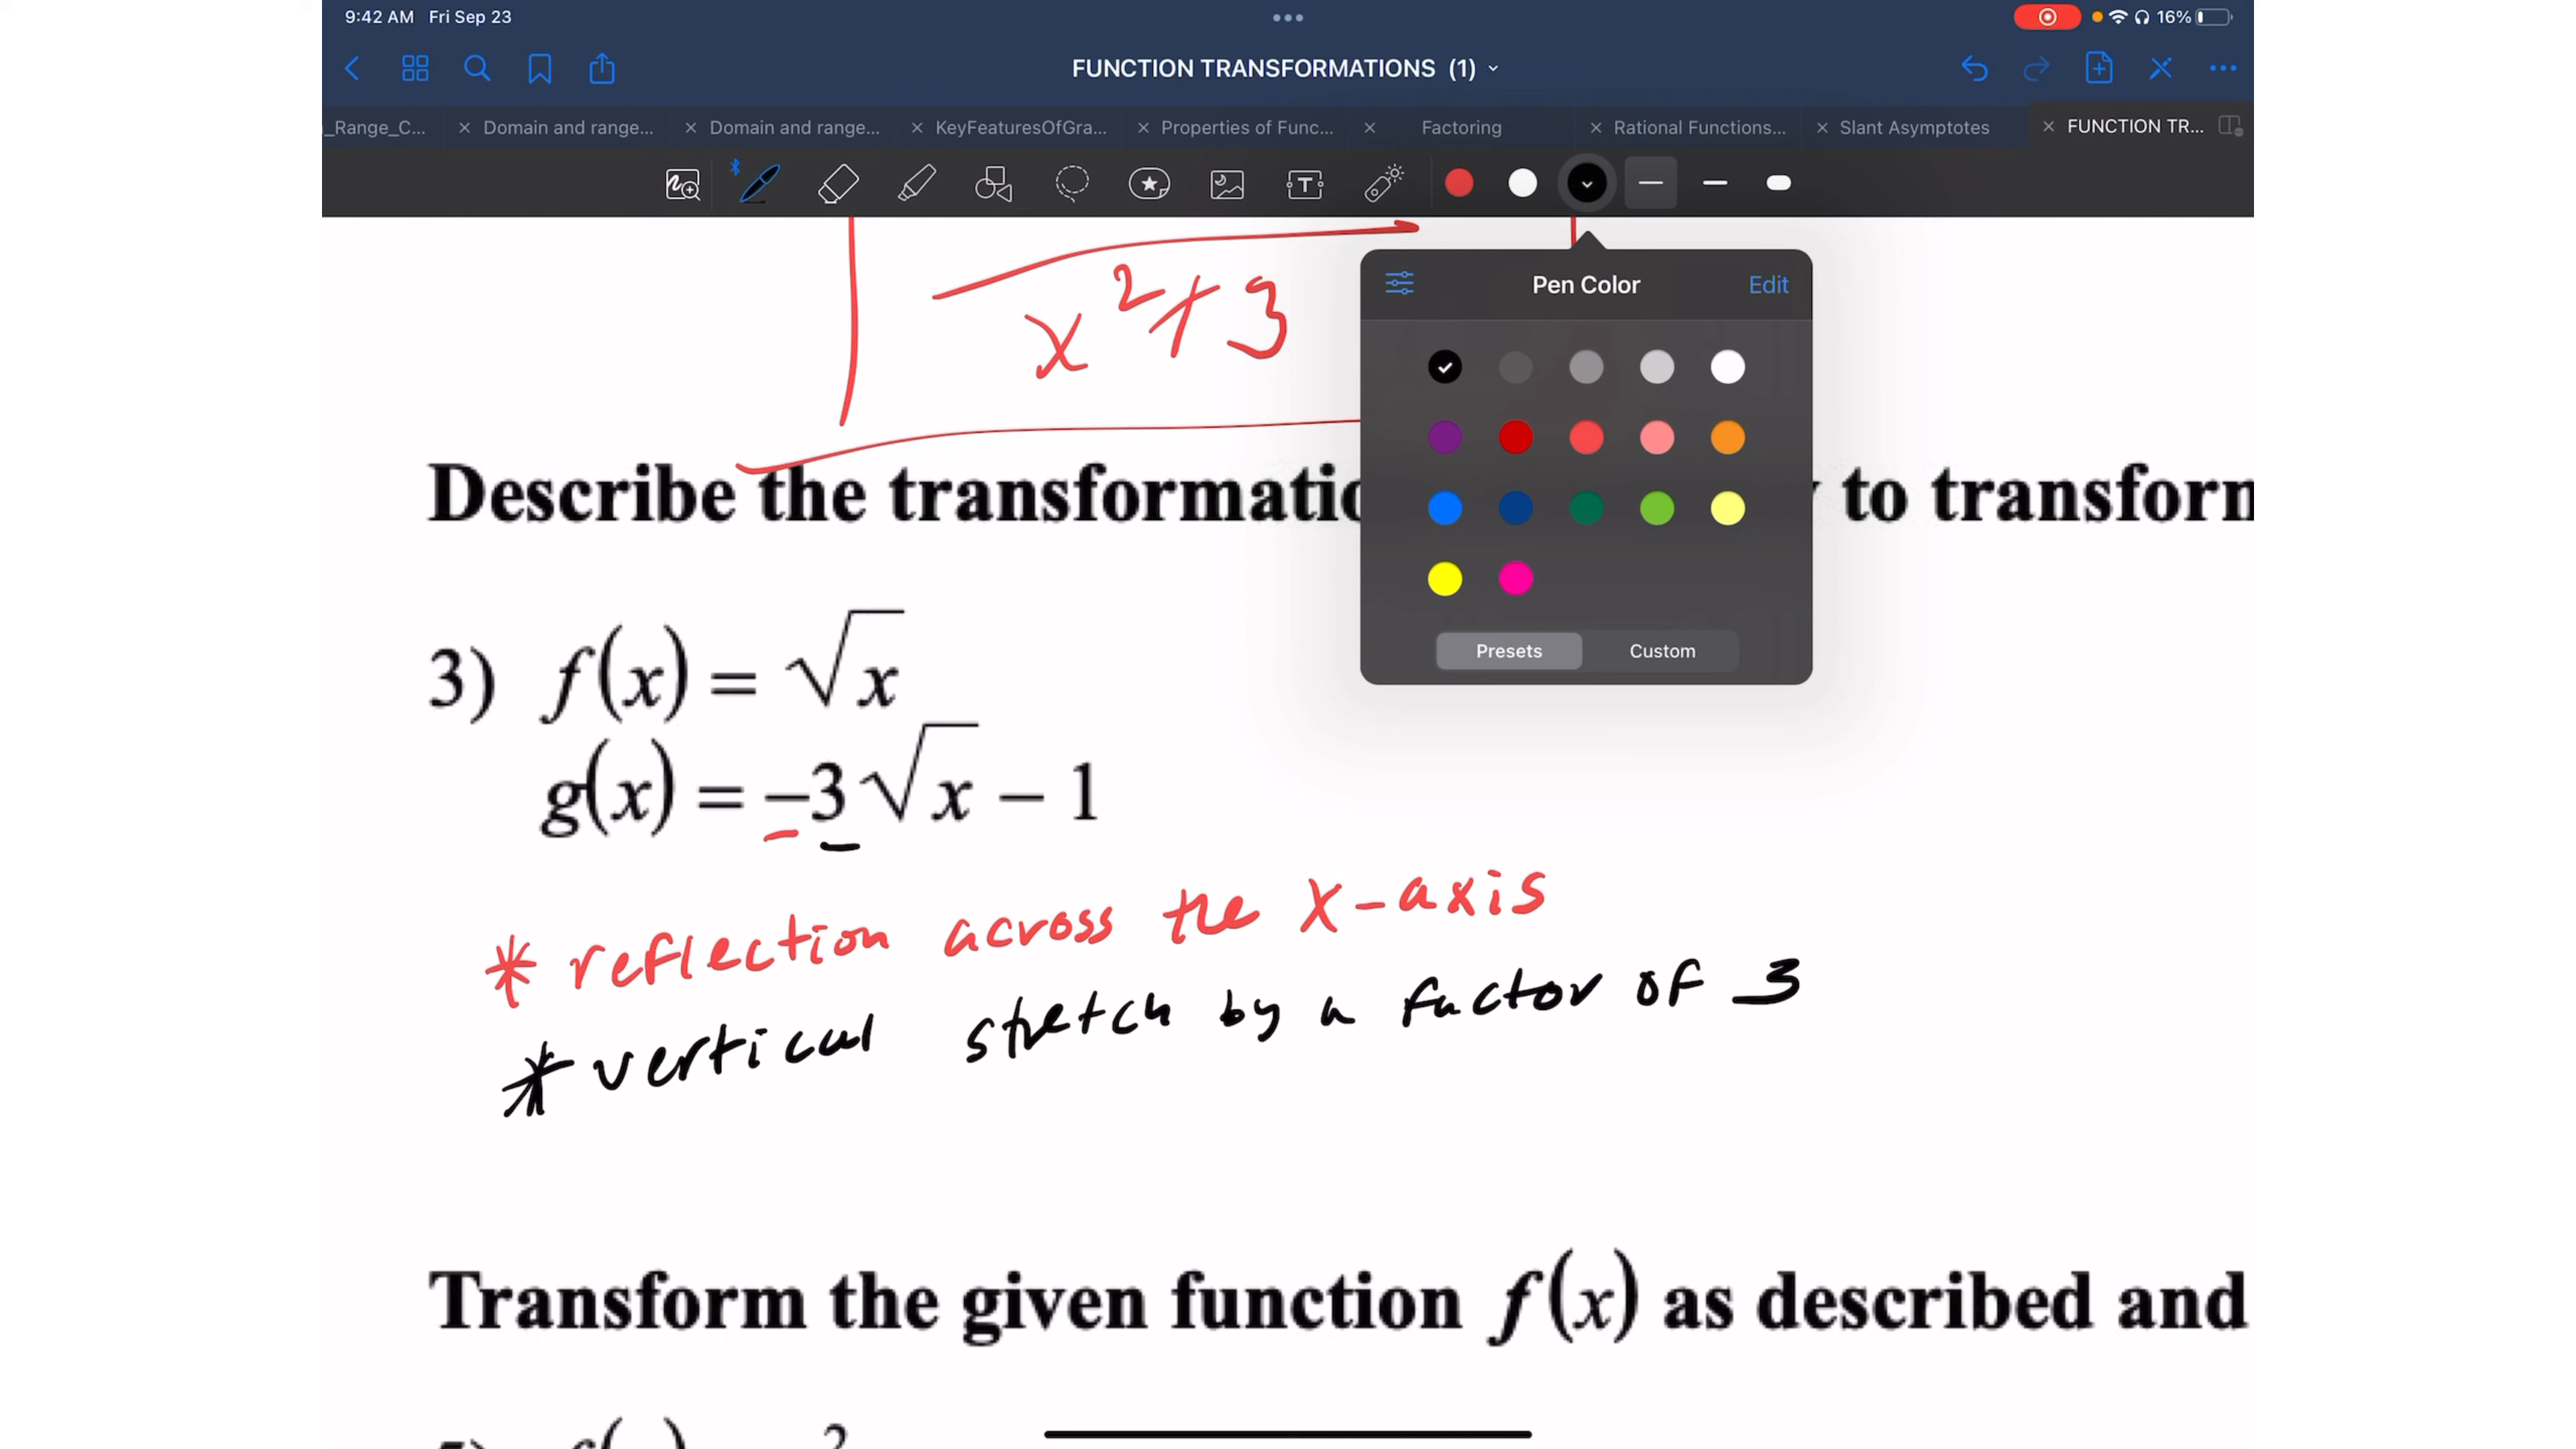 9:42 AM Fri Sep 23
16%
FUNCTION TRANSFORMATIONS (1)
_Range_C... × Domain and range... × Domain and range... × KeyFeaturesOfGra... × Properties of Func... × Factoring × Rational Functions... × Slant Asymptotes × FUNCTION TR...
T
x² + 3
Pen Color Edit
Presets Custom
Describe the transformatio to transform
3) f(x) = √x
g(x) = -3√x - 1
* reflection across the x-axis
* vertical stretch by a factor of 3
Transform the given function f(x) as described and